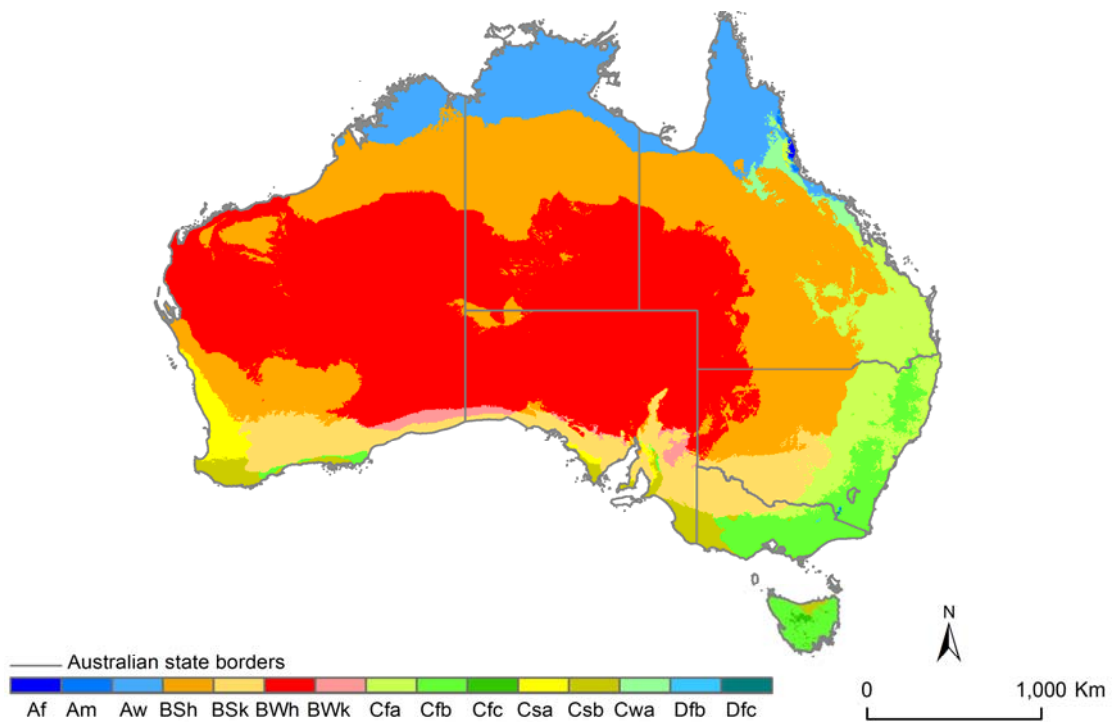 N
Australian state borders
Af Am Aw BSh BSk BWh BWk Cfa Cfb Cfc Csa Csb Cwa Dfb Dfc
0 1,000 Km